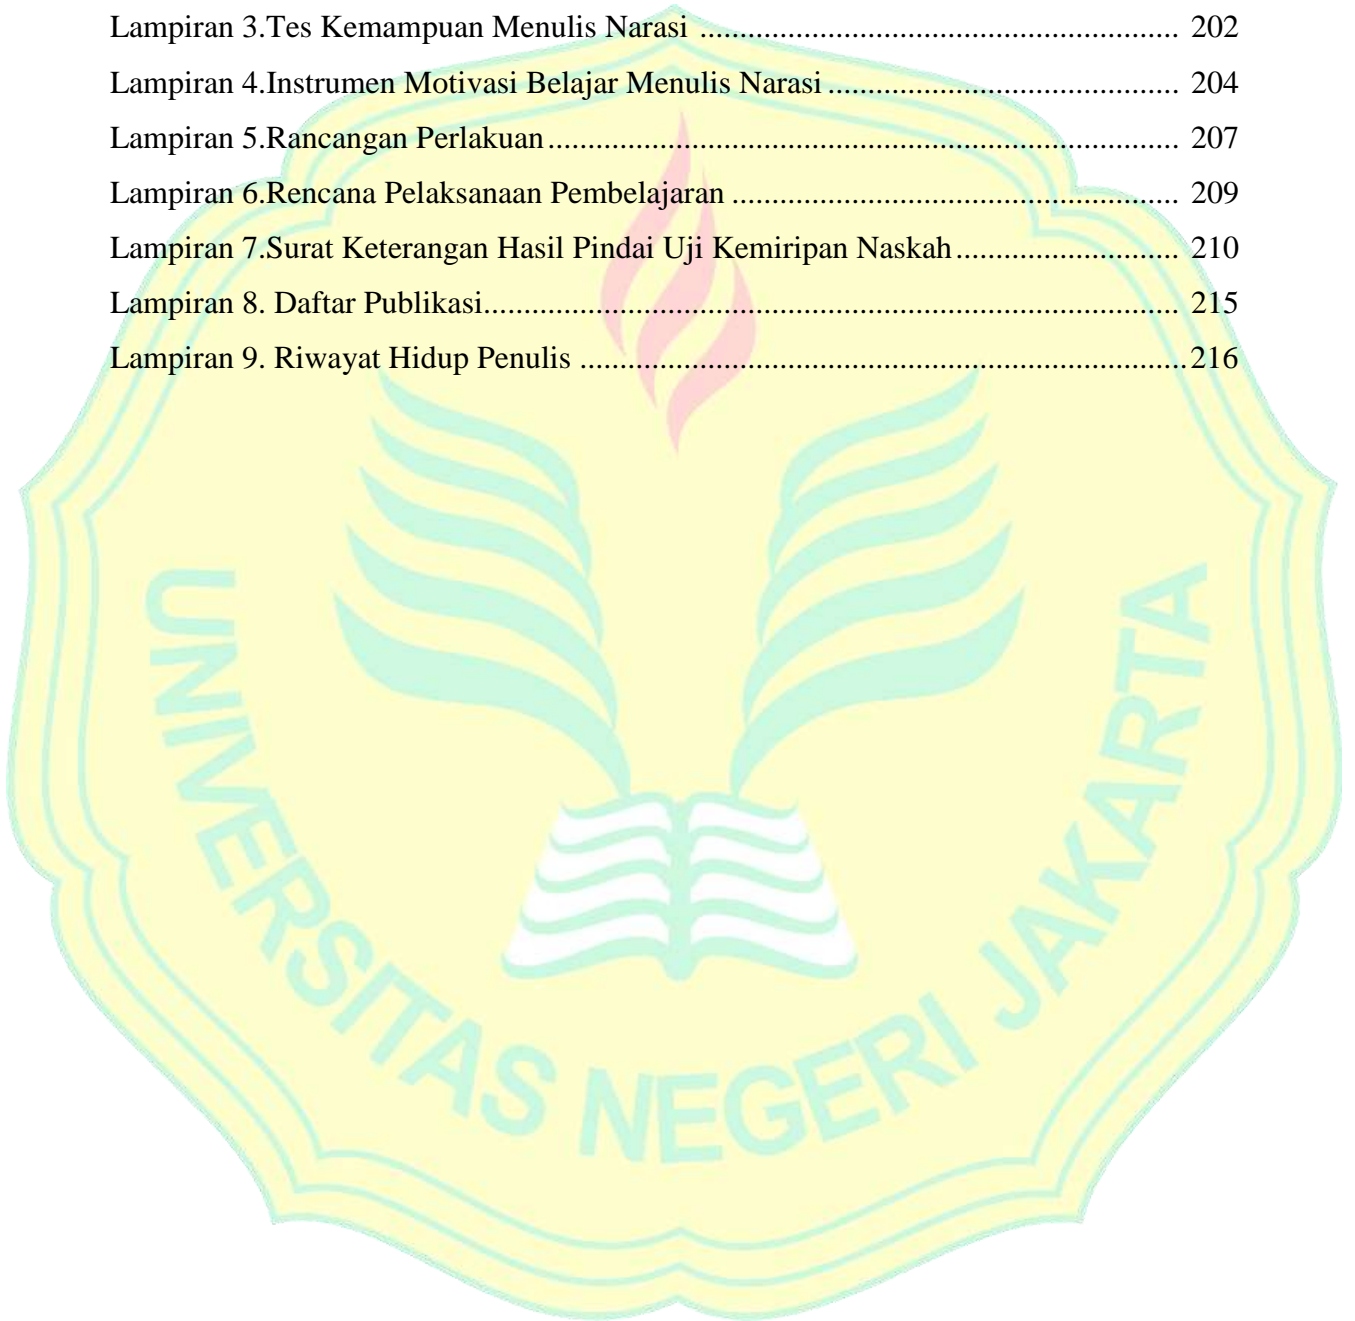 Lampiran 3.Tes Kemampuan Menulis Narasi ........................................................... 202
Lampiran 4.Instrumen Motivasi Belajar Menulis Narasi ........................................... 204
Lampiran 5.Rancangan Perlakuan .............................................................................. 207
Lampiran 6.Rencana Pelaksanaan Pembelajaran ....................................................... 209
Lampiran 7.Surat Keterangan Hasil Pindai Uji Kemiripan Naskah ........................... 210
Lampiran 8. Daftar Publikasi...................................................................................... 215
Lampiran 9. Riwayat Hidup Penulis ...........................................................................216
UNIVERSITAS NEGERI JAKARTA